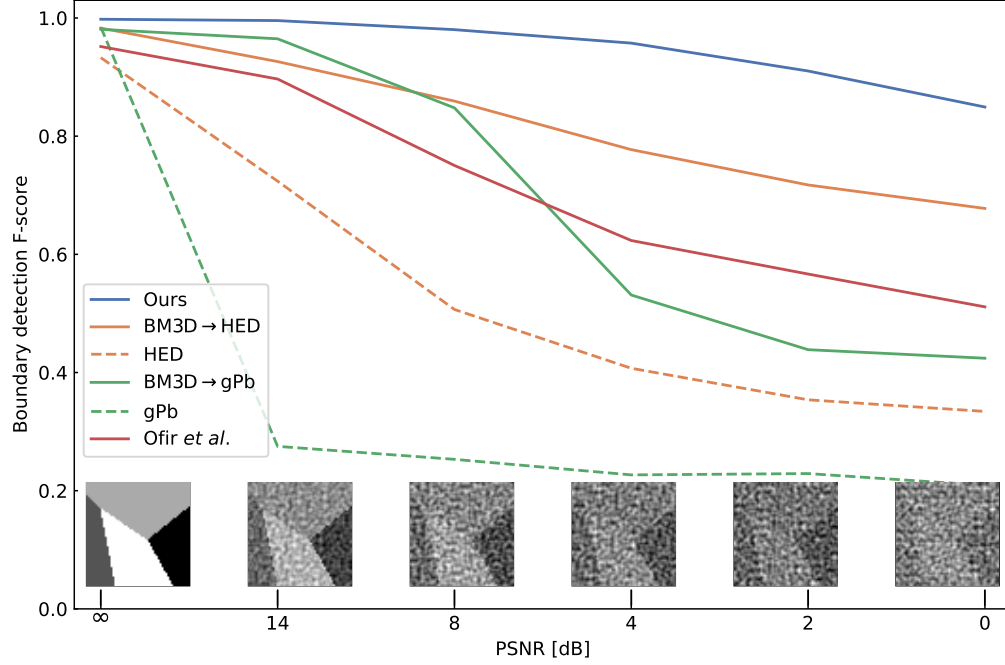 1.0
0.8
0.6
0.4
0.2
0.0
Boundary detection F-score
Ours
BM3D→HED
HED
BM3D→gPb
gPb
Ofir et al.
∞ 14 8 4 2 0
PSNR [dB]